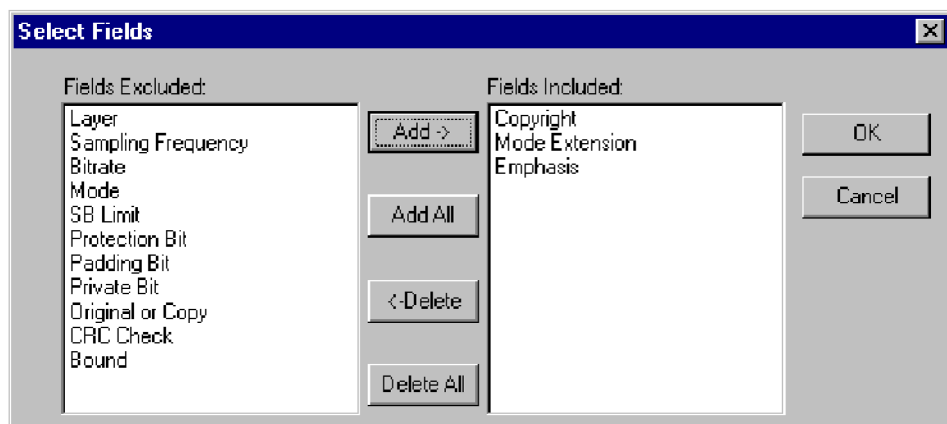 Select Fields
Fields Excluded:
Layer
Sampling Frequency
Bitrate
Mode
SB Limit
Protection Bit
Padding Bit
Private Bit
Original or Copy
CRC Check
Bound
Add ->
Add All
<-Delete
Delete All
Fields Included:
Copyright
Mode Extension
Emphasis
OK
Cancel